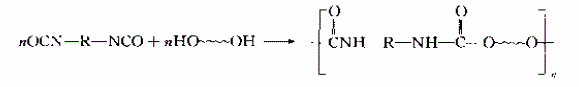 O O
nOCN—R—NCO + nHO~~~OH ⟶ [ CNH R—NH—C--O~~~O ]n